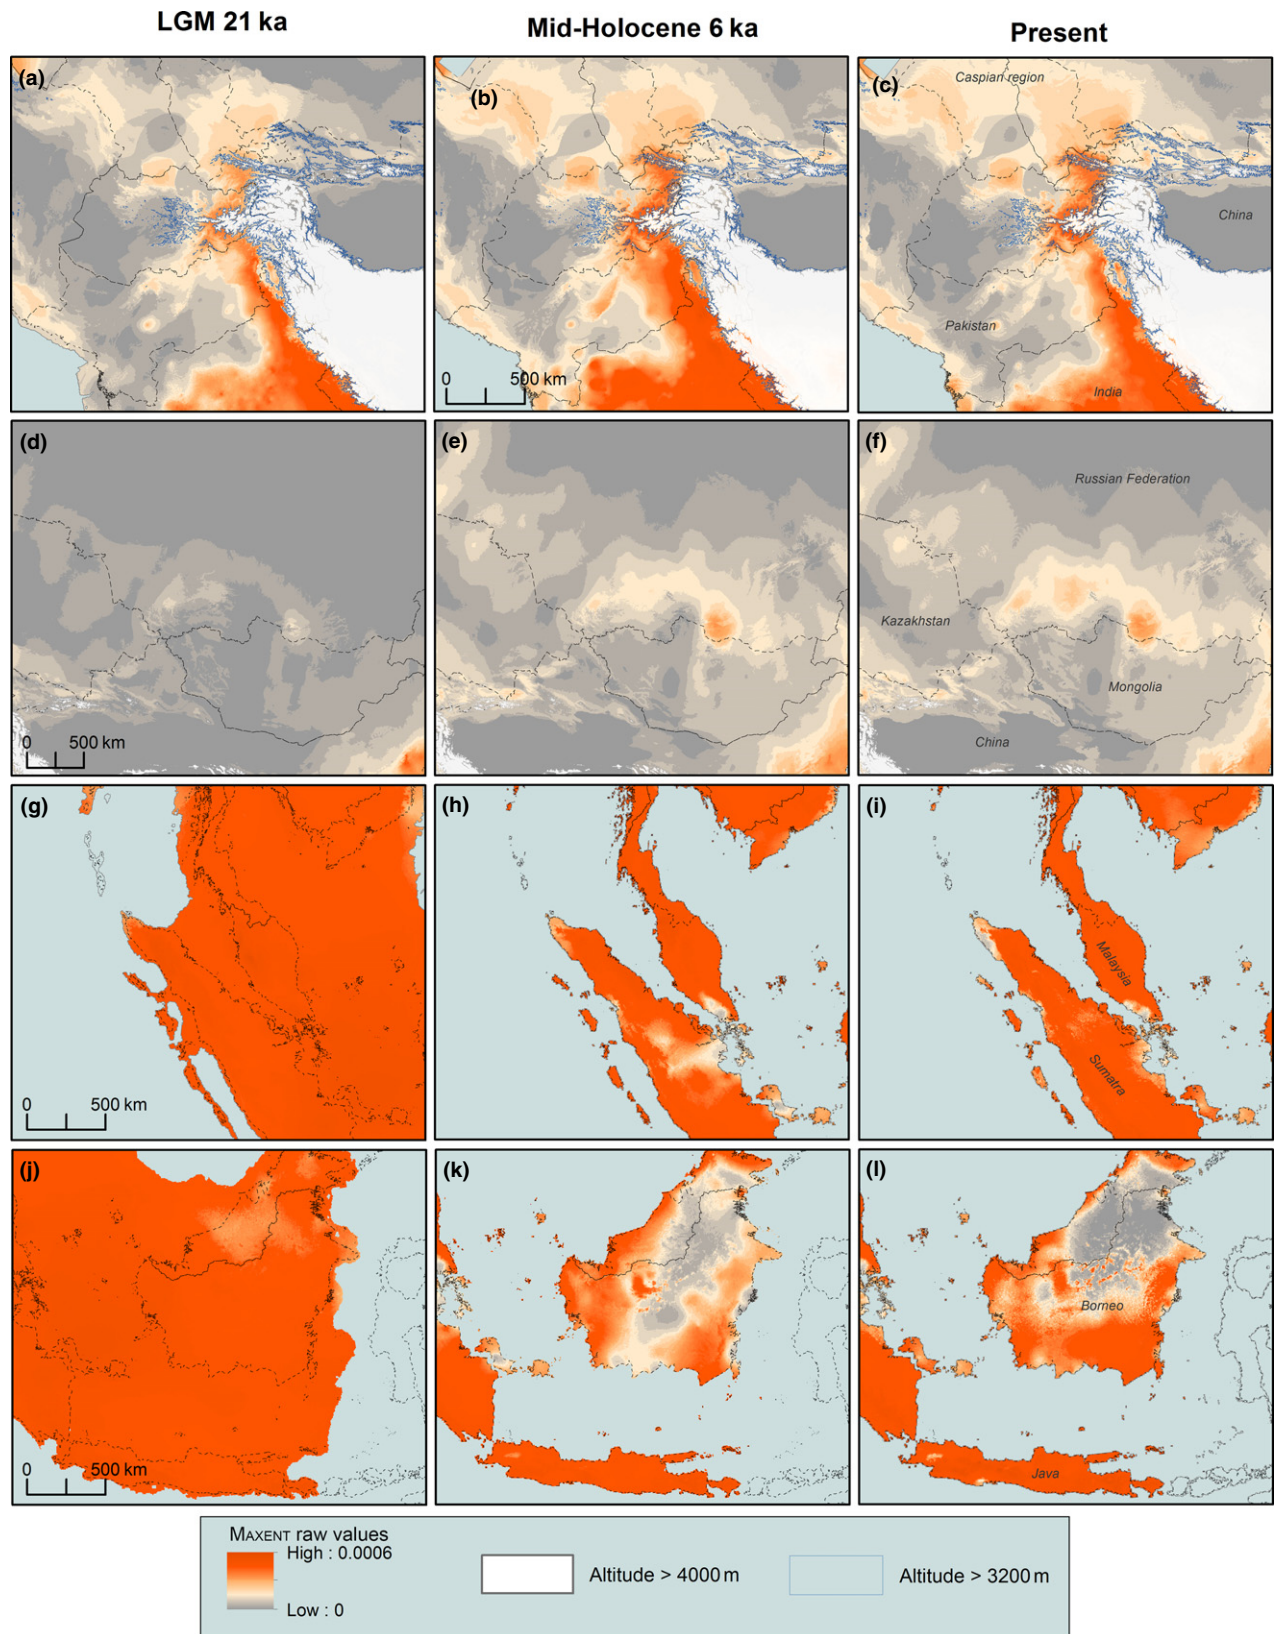 LGM 21 ka
Mid-Holocene 6 ka
Present
(a)
(b)
0 500 km
(c)
Caspian region
China
Pakistan
India
(d)
0 500 km
(e)
(f)
Russian Federation
Kazakhstan
Mongolia
China
(g)
0 500 km
(h)
(i)
Malaysia
Sumatra
(j)
0 500 km
(k)
(l)
Borneo
Java
MAXENT raw values
High : 0.0006
Low : 0
Altitude > 4000 m
Altitude > 3200 m